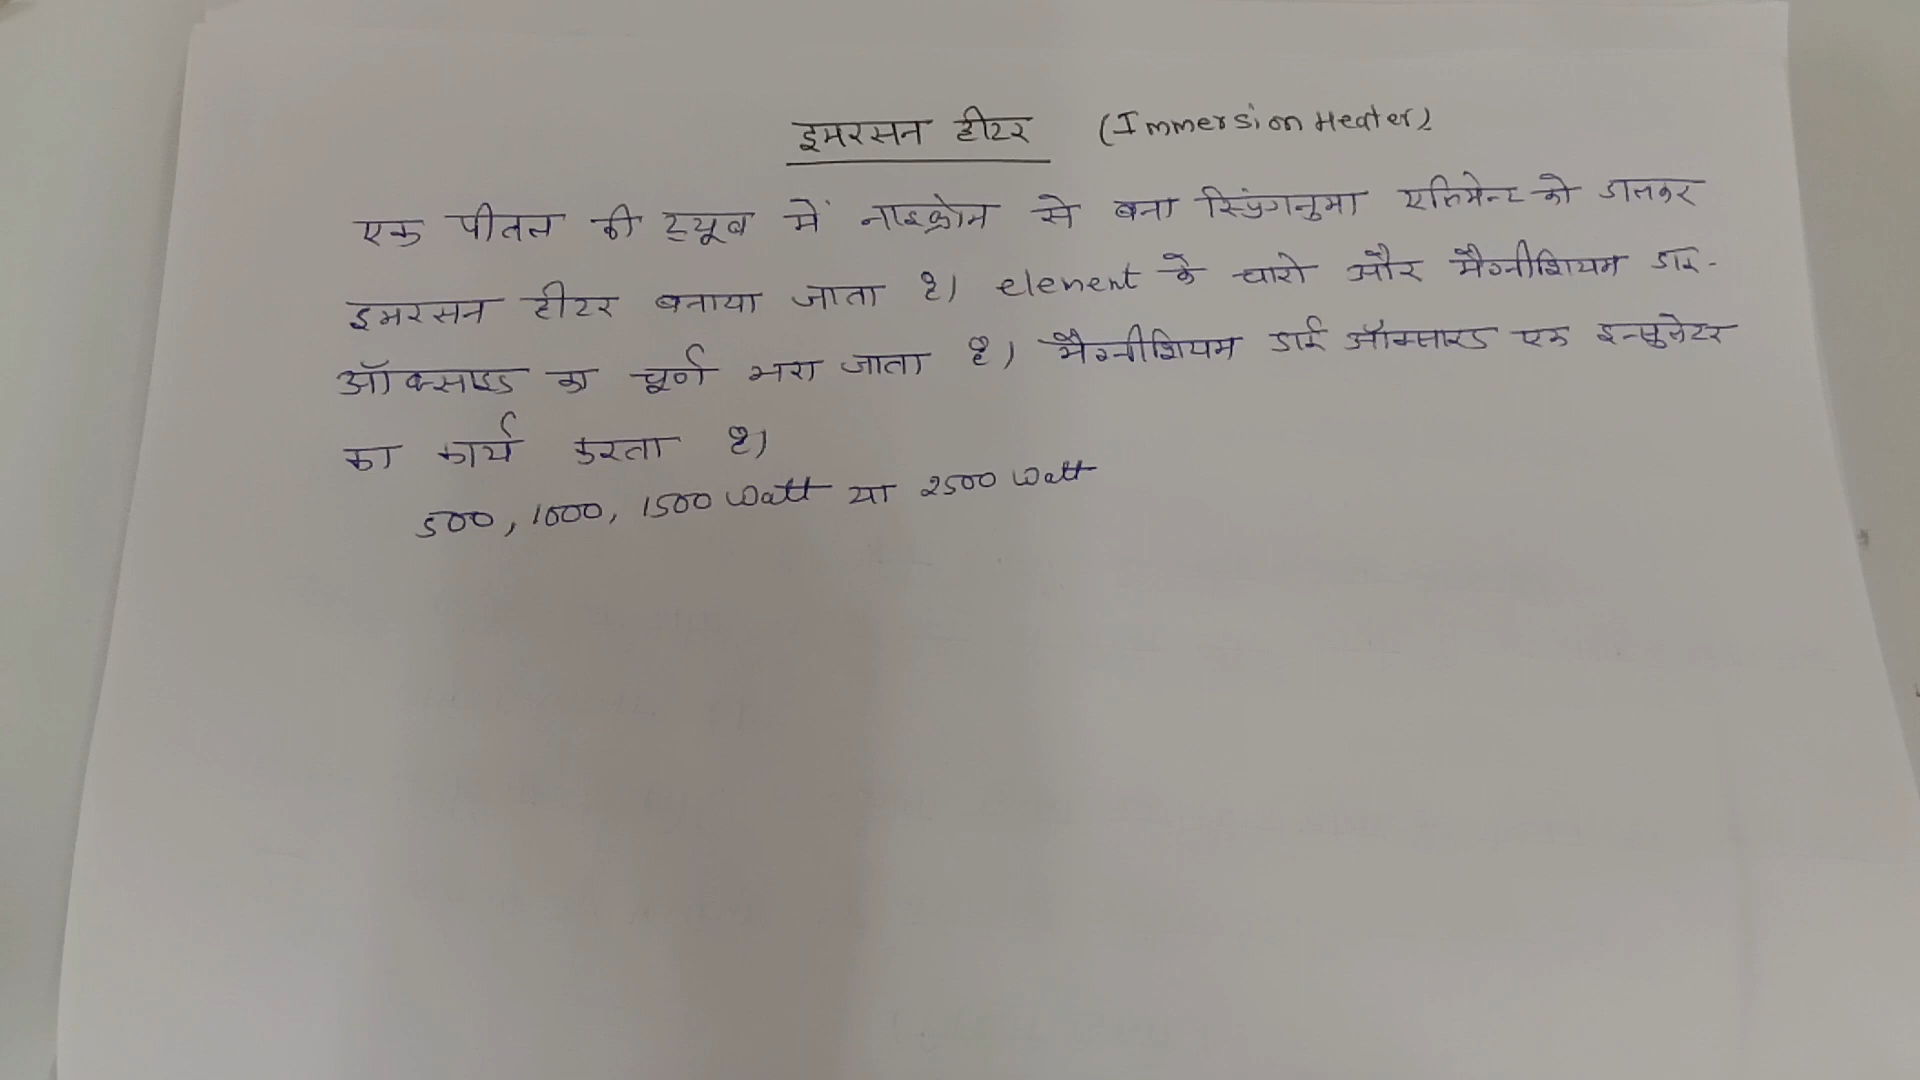 इमरसन हीटर (Immersion Heater)
एक पीतल की ट्यूब में नाइक्रोम से बना स्प्रिंगनुमा एलिमेन्ट को डालकर
इमरसन हीटर बनाया जाता है। element के चारो और मैग्नीशियम डाई-
ऑक्साइड का चूर्ण भरा जाता है। मैग्नीशियम डाई ऑक्साइड एक इन्सुलेटर
का कार्य करता है।
500, 1000, 1500 watt या 2500 watt